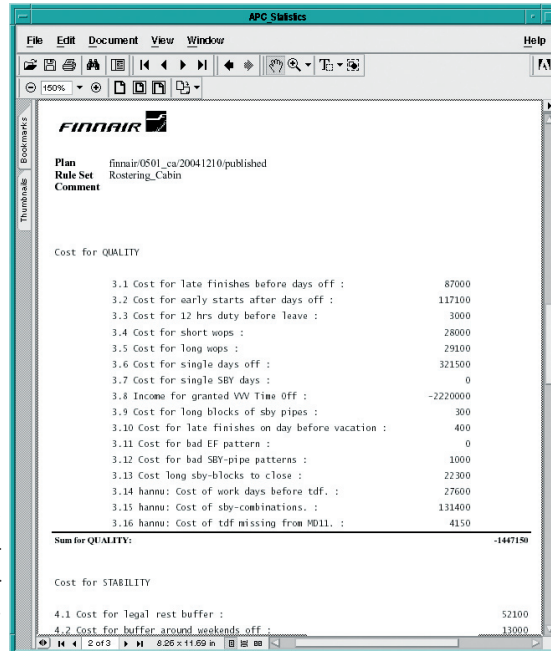 APC_Statistics
File Edit Document View Window Help
150%
Bookmarks
Thumbnails
FINNAIR
Plan finnair/0501_ca/20041210/published
Rule Set Rostering_Cabin
Comment
Cost for QUALITY
3.1 Cost for late finishes before days off : 87000
3.2 Cost for early starts after days off : 117100
3.3 Cost for 12 hrs duty before leave : 3000
3.4 Cost for short wops : 28000
3.5 Cost for long wops : 29100
3.6 Cost for single days off : 321500
3.7 Cost for single SBY days : 0
3.8 Income for granted VVV Time Off : -2220000
3.9 Cost for long blocks of sby pipes : 300
3.10 Cost for late finishes on day before vacation : 400
3.11 Cost for bad EF pattern : 0
3.12 Cost for bad SBY-pipe patterns : 1000
3.13 Cost long sby-blocks to close : 22300
3.14 hannu: Cost of work days before tdf. : 27600
3.15 hannu: Cost of sby-combinations. : 131400
3.16 hannu: Cost of tdf missing from MD11. : 4150
Sum for QUALITY: -1447150
Cost for STABILITY
4.1 Cost for legal rest buffer : 52100
4.2 Cost for buffer around weekends off : 13000
2 of 3 8.26 x 11.69 in